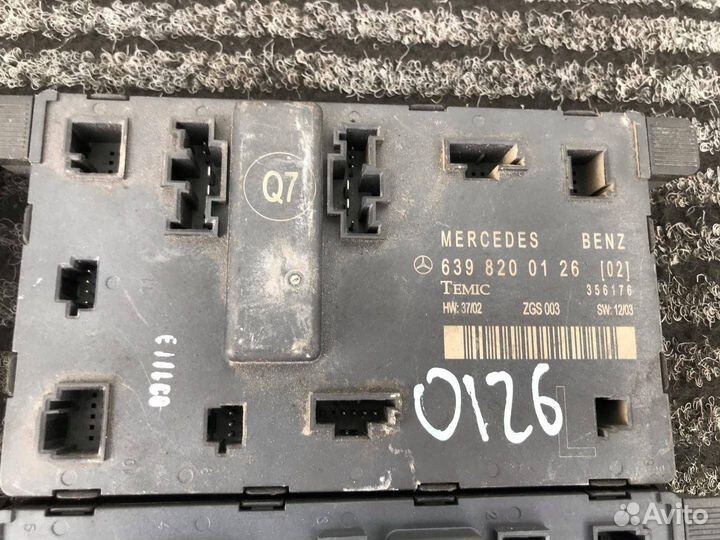 Q7
MERCEDES BENZ
639 820 01 26 [02]
TEMIC 356176
HW: 37/02 ZGS 003 SW: 12/03
0126
L
Avito